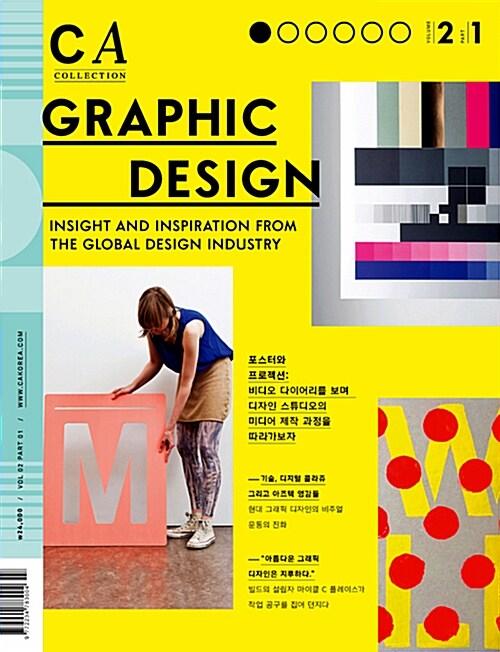 CA
COLLECTION
VOLUME 2 PART 1
GRAPHIC
DESIGN
INSIGHT AND INSPIRATION FROM
THE GLOBAL DESIGN INDUSTRY
포스터와
프로젝션:
비디오 다이어리를 보며
디자인 스튜디오의
미디어 제작 과정을
따라가보자
—기술, 디지털 콜라쥬
그리고 아즈텍 영감들
현대 그래픽 디자인의 비주얼
운동의 진화
—"아름다운 그래픽
디자인은 지루하다."
빌드의 설립자 마이클 C 플레이스가
작업 공구를 집어 던지다
M
W
₩24,000 / VOL 02 PART 01 / WWW.CAKOREA.COM